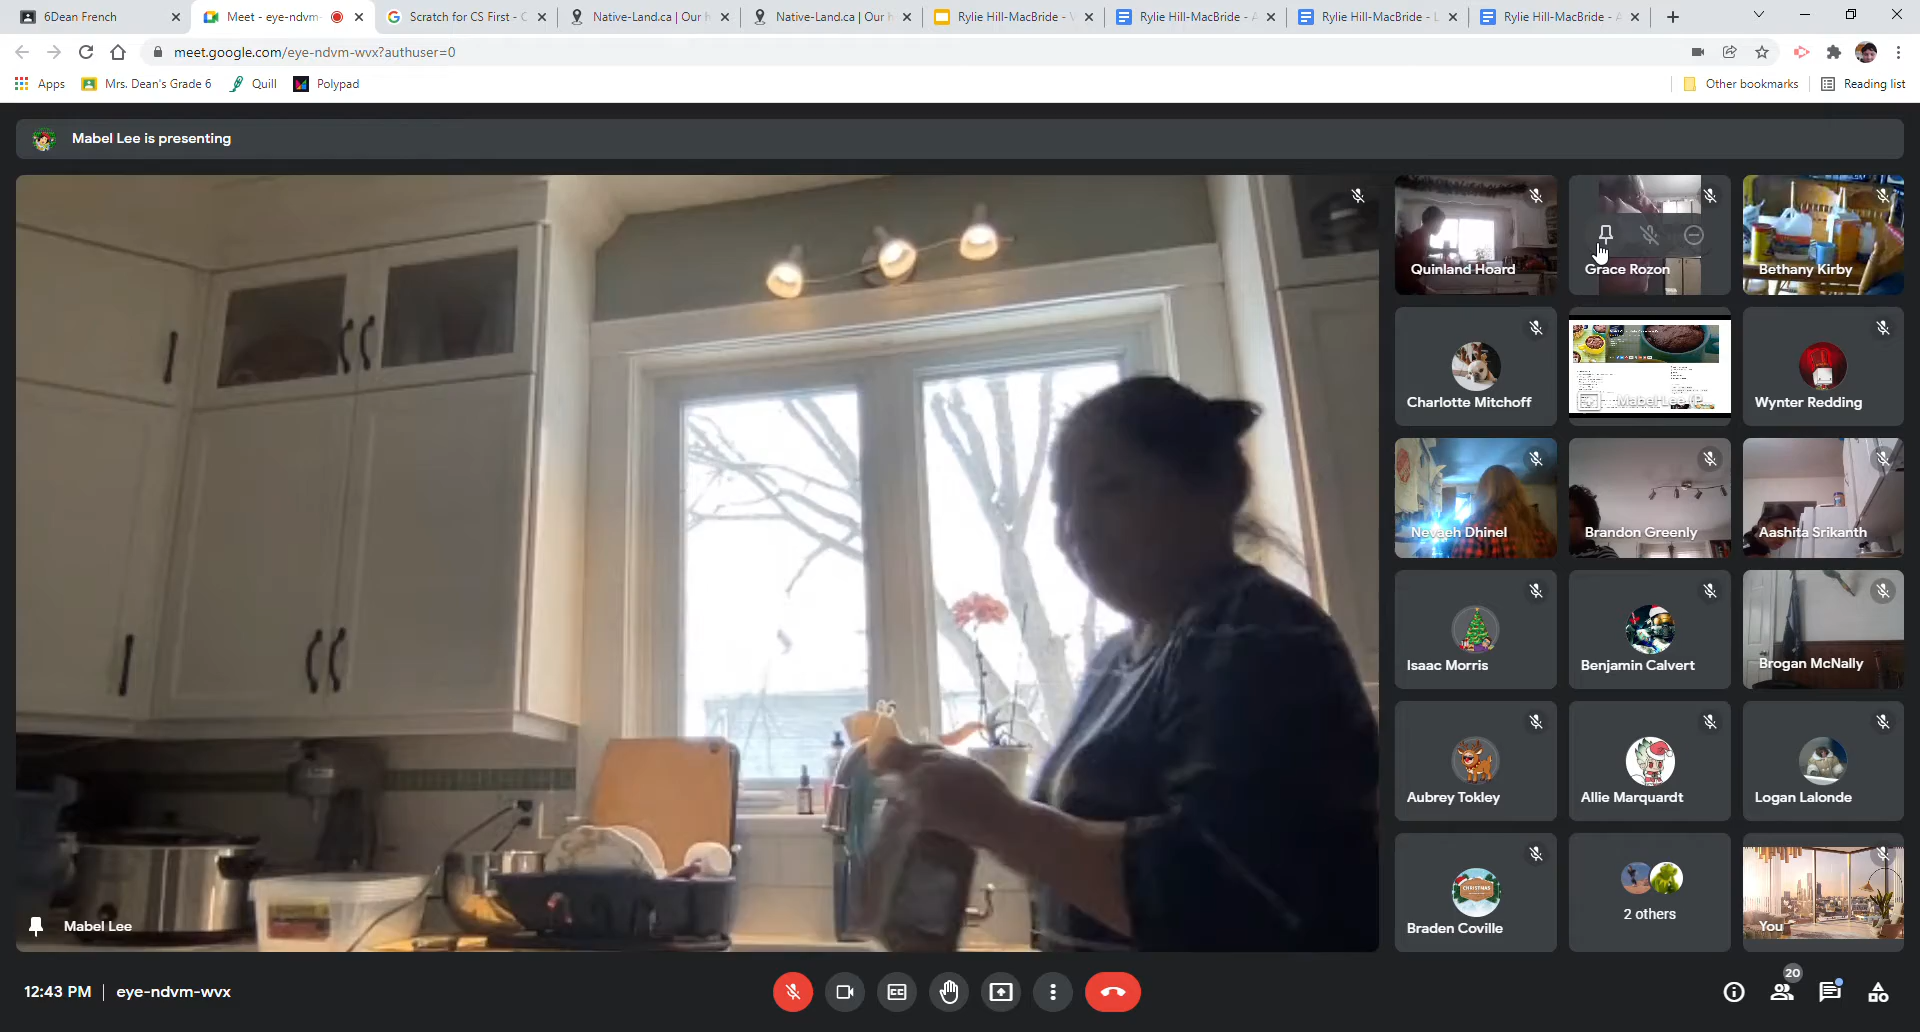 6Dean French
Meet - eye-ndvm-
Scratch for CS First - C
Native-Land.ca | Our h
Native-Land.ca | Our h
Rylie Hill-MacBride - V
Rylie Hill-MacBride - A
Rylie Hill-MacBride - L
Rylie Hill-MacBride - A
meet.google.com/eye-ndvm-wvx?authuser=0
Apps
Mrs. Dean's Grade 6
Quill
Polypad
Other bookmarks
Reading list
Mabel Lee is presenting
Quinland Hoard
Grace Rozon
Bethany Kirby
Charlotte Mitchoff
Mabel Lee (P
Wynter Redding
Nevaeh Dhinel
Brandon Greenly
Aashita Srikanth
Isaac Morris
Benjamin Calvert
Brogan McNally
Aubrey Tokley
Allie Marquardt
Logan Lalonde
CHRISTMAS
Braden Coville
2 others
You
Mabel Lee
12:43 PM | eye-ndvm-wvx
CC
20